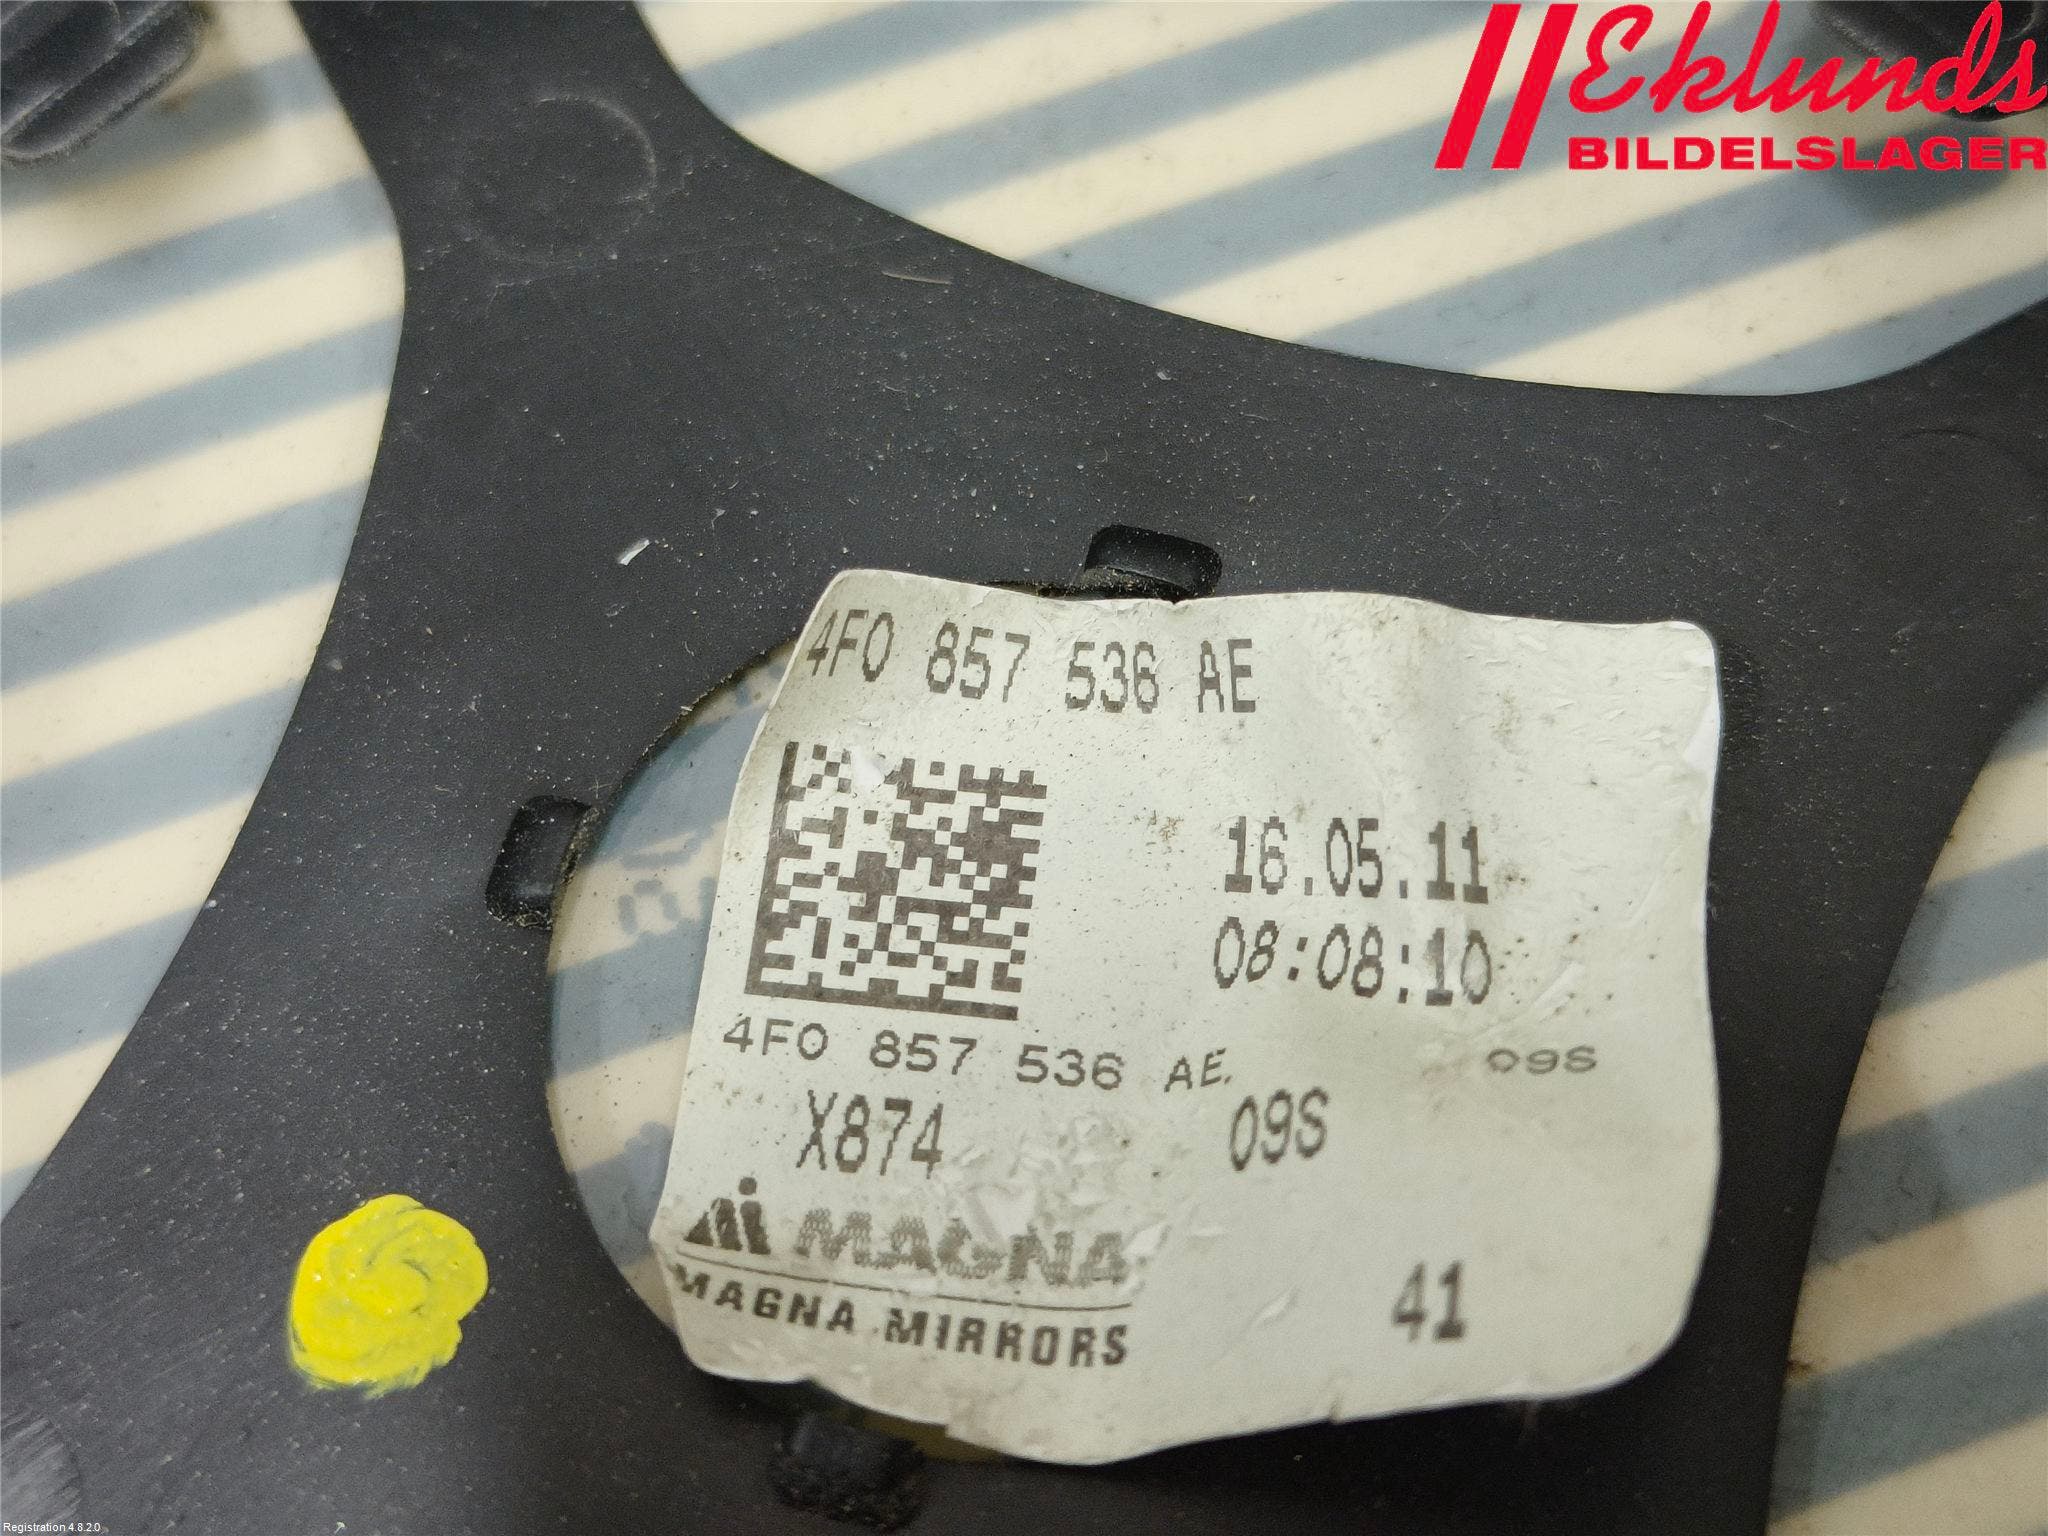 Eklunds
BILDELSLAGER
4F0 857 536 AE
16.05.11
08:08:10
4F0 857 536 AE. 09S
X874 09S
MAGNA
MAGNA MIRRORS
41
Registration 4.8.2.0